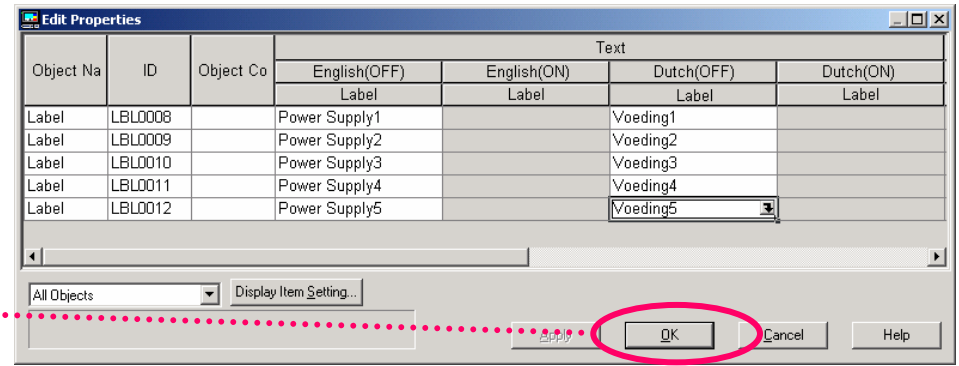 Edit Properties
Object Na ID Object Co Text
English(OFF) English(ON) Dutch(OFF) Dutch(ON)
Label Label Label Label
Label LBL0008 Power Supply1 Voeding1
Label LBL0009 Power Supply2 Voeding2
Label LBL0010 Power Supply3 Voeding3
Label LBL0011 Power Supply4 Voeding4
Label LBL0012 Power Supply5 Voeding5
All Objects Display Item Setting...
Apply OK Cancel Help